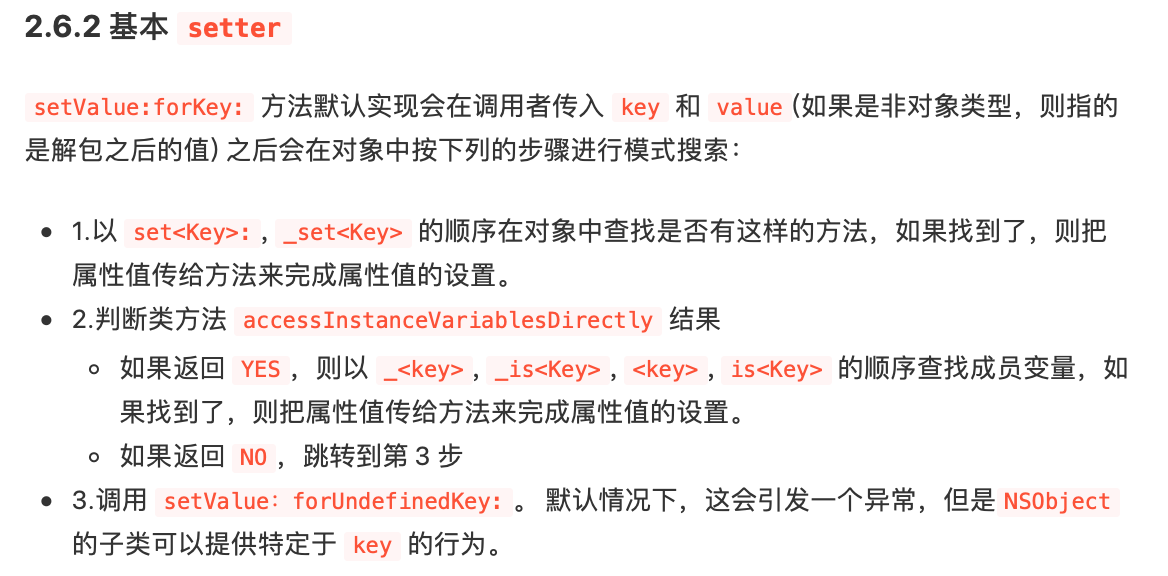 2.6.2 基本 setter
setValue:forKey: 方法默认实现会在调用者传入 key 和 value (如果是非对象类型，则指的
是解包之后的值) 之后会在对象中按下列的步骤进行模式搜索：
• 1.以 set<Key>: , _set<Key> 的顺序在对象中查找是否有这样的方法，如果找到了，则把
属性值传给方法来完成属性值的设置。
• 2.判断类方法 accessInstanceVariablesDirectly 结果
◦ 如果返回 YES ，则以 _<key> , _is<Key> , <key> , is<Key> 的顺序查找成员变量，如
果找到了，则把属性值传给方法来完成属性值的设置。
◦ 如果返回 NO ，跳转到第 3 步
• 3.调用 setValue：forUndefinedKey: 。 默认情况下，这会引发一个异常，但是 NSObject
的子类可以提供特定于 key 的行为。